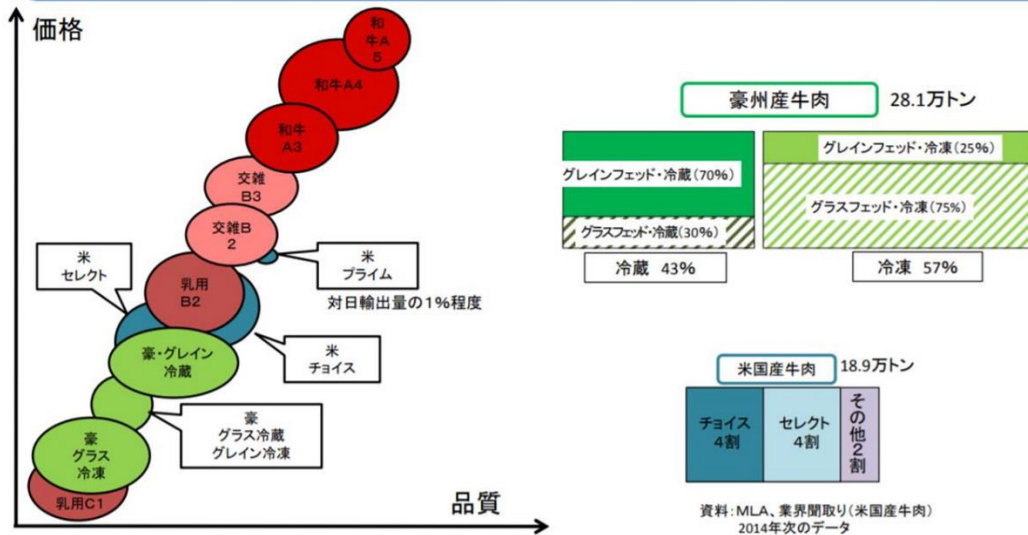 価格
和
牛A
5
和牛A4
和牛
A3
交雑
B3
交雑B
2
米
セレクト
米
プライム
対日輸出量の1%程度
乳用
B2
米
チョイス
豪・グレイン
冷蔵
豪
グラス冷蔵
グレイン冷凍
豪
グラス
冷凍
乳用C1
品質
豪州産牛肉
28.1万トン
グレインフェッド・冷蔵(70%)
グラスフェッド・冷蔵(30%)
冷蔵 43%
グレインフェッド・冷凍(25%)
グラスフェッド・冷凍(75%)
冷凍 57%
米国産牛肉
18.9万トン
チョイス
4割
セレクト
4割
その他2割
資料:MLA、業界聞取り(米国産牛肉)
2014年次のデータ